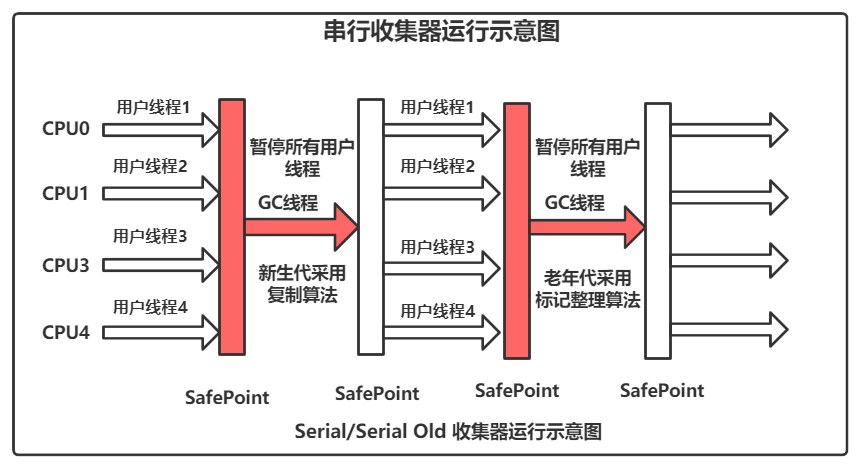 串行收集器运行示意图
用户线程1
用户线程1
CPU0
暂停所有用户
线程
暂停所有用户
线程
用户线程2
用户线程2
CPU1
GC线程
GC线程
用户线程3
用户线程3
CPU3
新生代采用
复制算法
老年代采用
标记整理算法
用户线程4
用户线程4
CPU4
SafePoint
SafePoint
SafePoint
SafePoint
Serial/Serial Old 收集器运行示意图